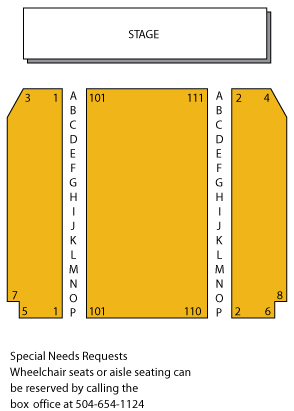 STAGE
3 1 A 101 111 A 2 4
B B
C C
D D
E E
F F
G G
H H
I I
J J
K K
L L
M M
7 N N 8
O O
5 1 P 101 110 P 2 6
Special Needs Requests
Wheelchair seats or aisle seating can
be reserved by calling the
box office at 504-654-1124